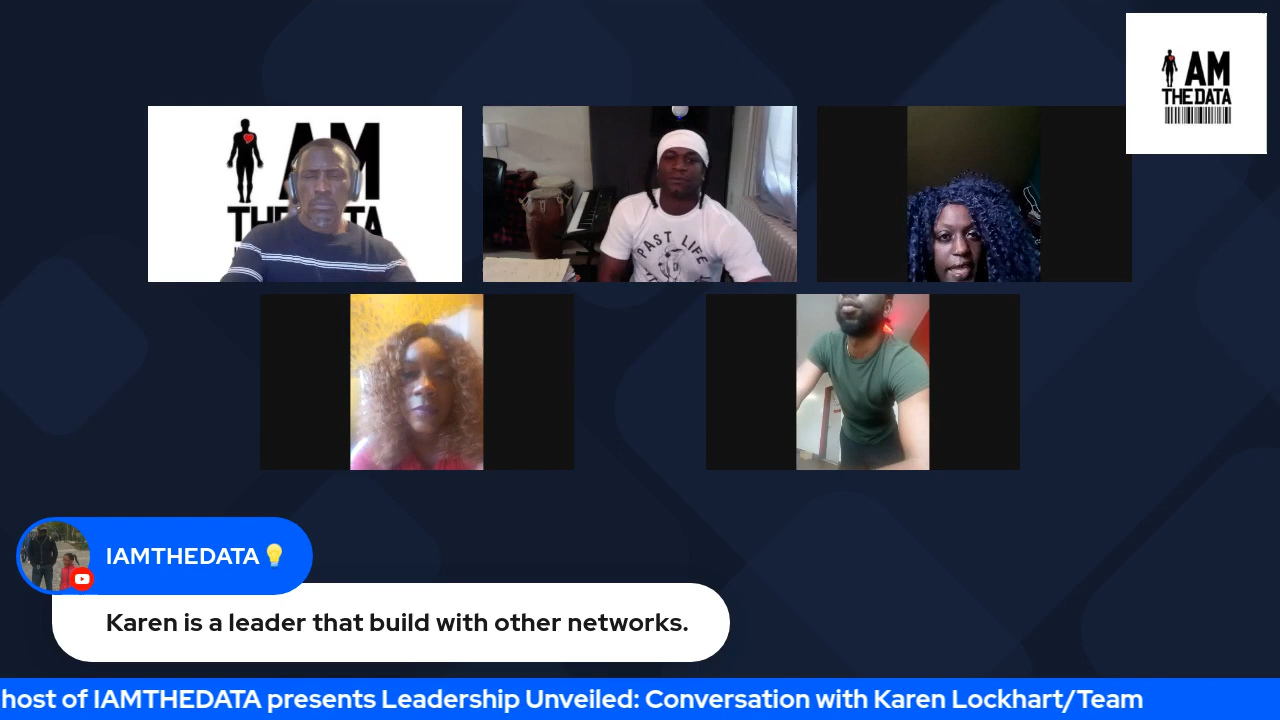 I AM
THE DATA
AM
THE DATA
PAST LIFE
IAMTHEDATA💡
Karen is a leader that build with other networks.
host of IAMTHEDATA presents Leadership Unveiled: Conversation with Karen Lockhart/Team